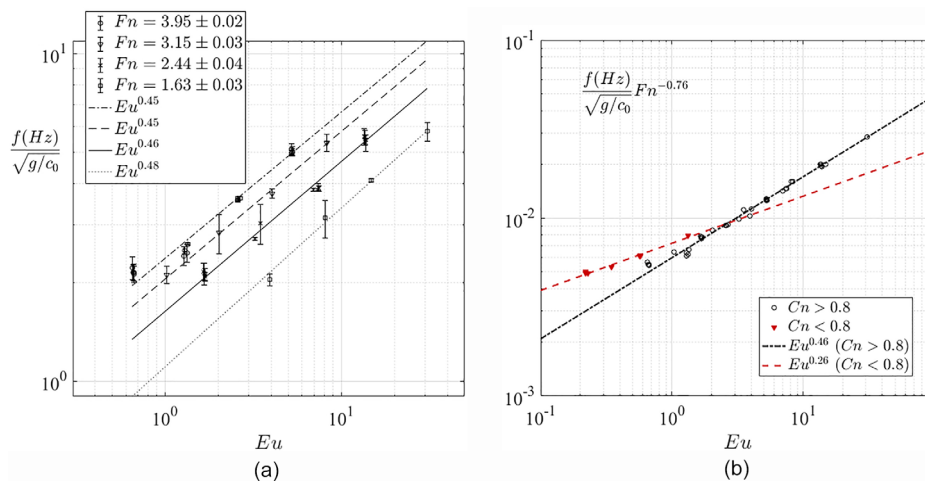 Fn = 3.95 ± 0.02
Fn = 3.15 ± 0.03
Fn = 2.44 ± 0.04
Fn = 1.63 ± 0.03
Eu^0.45
Eu^0.45
Eu^0.46
Eu^0.48
10^1
f(Hz)
√g/c₀
10^0
10^0
10^1
Eu
(a)
10^-1
f(Hz)
√g/c₀ Fn^-0.76
10^-2
Cn > 0.8
Cn < 0.8
Eu^0.46 (Cn > 0.8)
Eu^0.26 (Cn < 0.8)
10^-3
10^-1
10^0
10^1
Eu
(b)